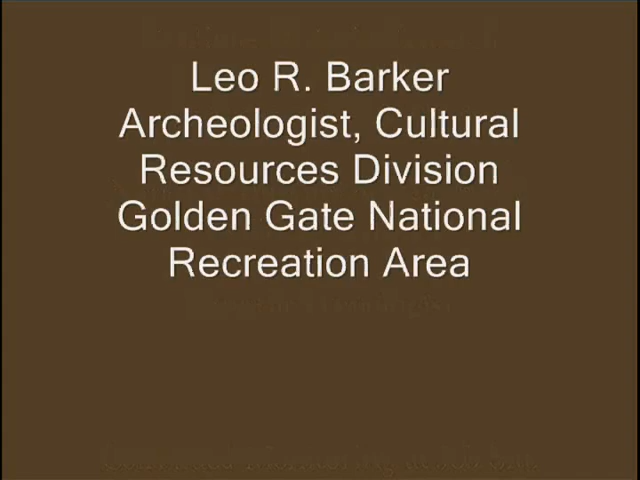 Leo R. Barker
Archeologist, Cultural
Resources Division
Golden Gate National
Recreation Area